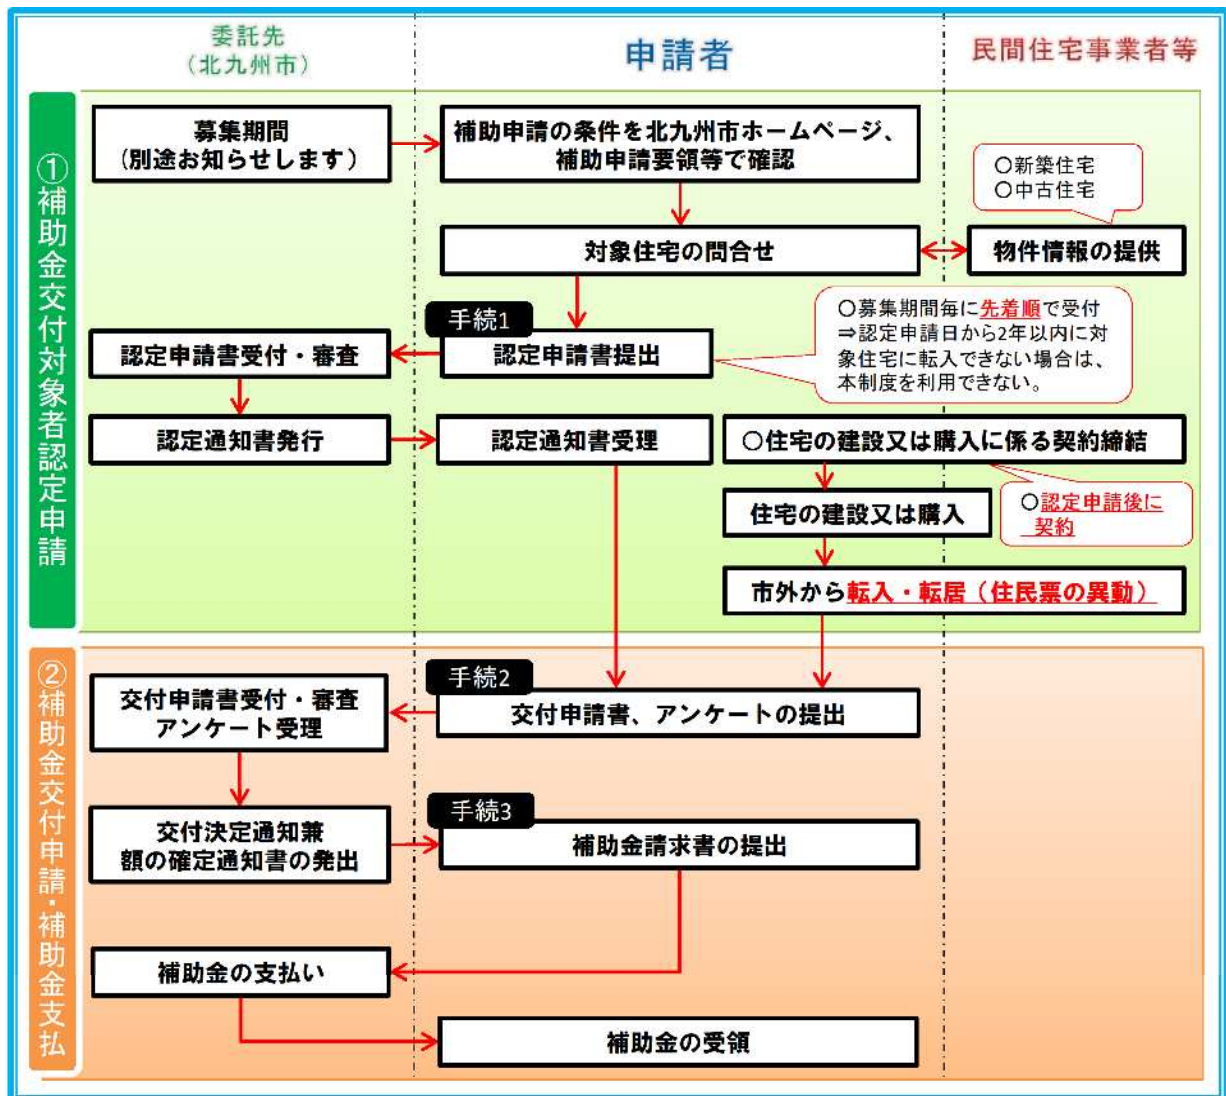 委託先
（北九州市）
申請者
民間住宅事業者等
①補助金交付対象者認定申請
募集期間
（別途お知らせします）
補助申請の条件を北九州市ホームページ、
補助申請要領等で確認
○新築住宅
○中古住宅
対象住宅の問合せ
物件情報の提供
手続1
認定申請書提出
認定申請書受付・審査
○募集期間毎に先着順で受付
⇒認定申請日から2年以内に対
象住宅に転入できない場合は、
本制度を利用できない。
認定通知書発行
認定通知書受理
○住宅の建設又は購入に係る契約締結
住宅の建設又は購入
○認定申請後に
契約
市外から転入・転居（住民票の異動）
②補助金交付申請・補助金支払
手続2
交付申請書、アンケートの提出
交付申請書受付・審査
アンケート受理
交付決定通知兼
額の確定通知書の発出
手続3
補助金請求書の提出
補助金の支払い
補助金の受領